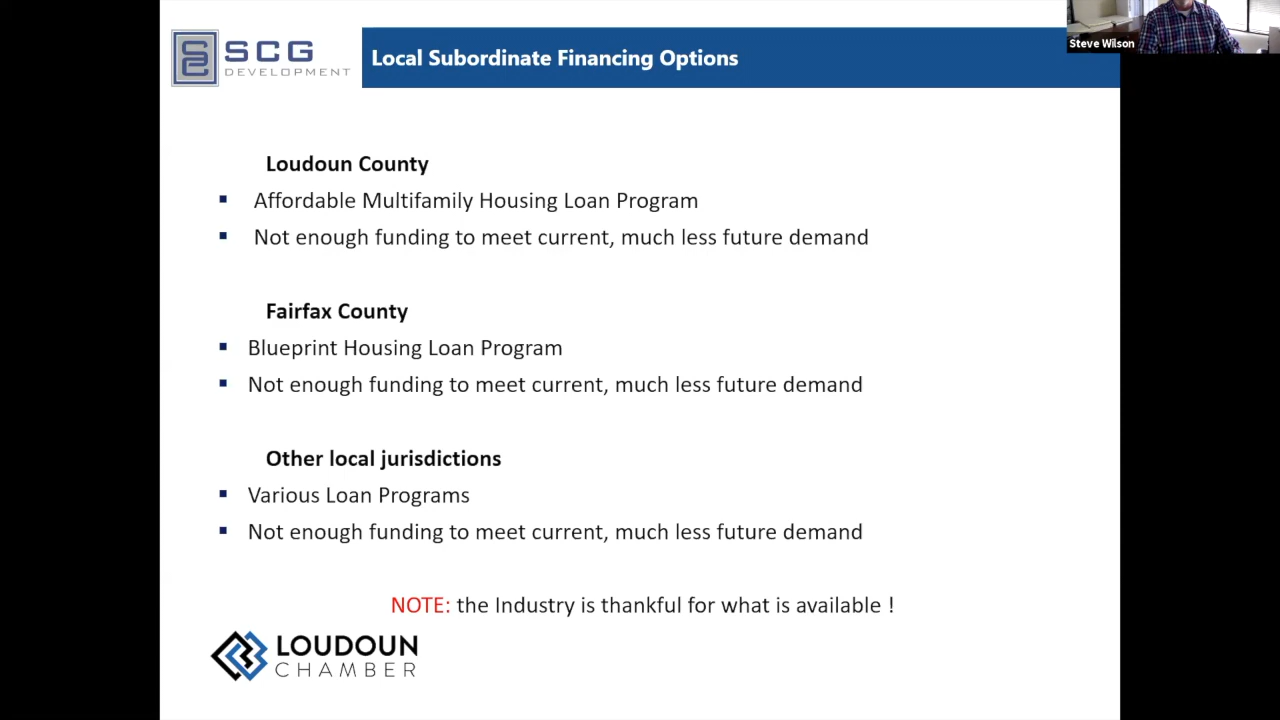 SCG
DEVELOPMENT
Local Subordinate Financing Options
Steve Wilson
Loudoun County
Affordable Multifamily Housing Loan Program
Not enough funding to meet current, much less future demand
Fairfax County
Blueprint Housing Loan Program
Not enough funding to meet current, much less future demand
Other local jurisdictions
Various Loan Programs
Not enough funding to meet current, much less future demand
NOTE: the Industry is thankful for what is available !
LOUDOUN
CHAMBER